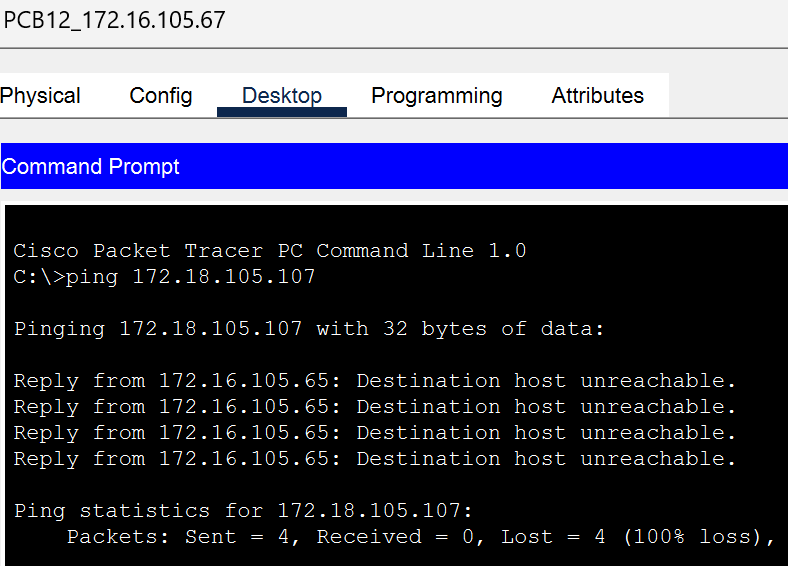 PCB12_172.16.105.67
Physical Config Desktop Programming Attributes
Command Prompt
Cisco Packet Tracer PC Command Line 1.0
C:\>ping 172.18.105.107
Pinging 172.18.105.107 with 32 bytes of data:
Reply from 172.16.105.65: Destination host unreachable.
Reply from 172.16.105.65: Destination host unreachable.
Reply from 172.16.105.65: Destination host unreachable.
Reply from 172.16.105.65: Destination host unreachable.
Ping statistics for 172.18.105.107:
    Packets: Sent = 4, Received = 0, Lost = 4 (100% loss),